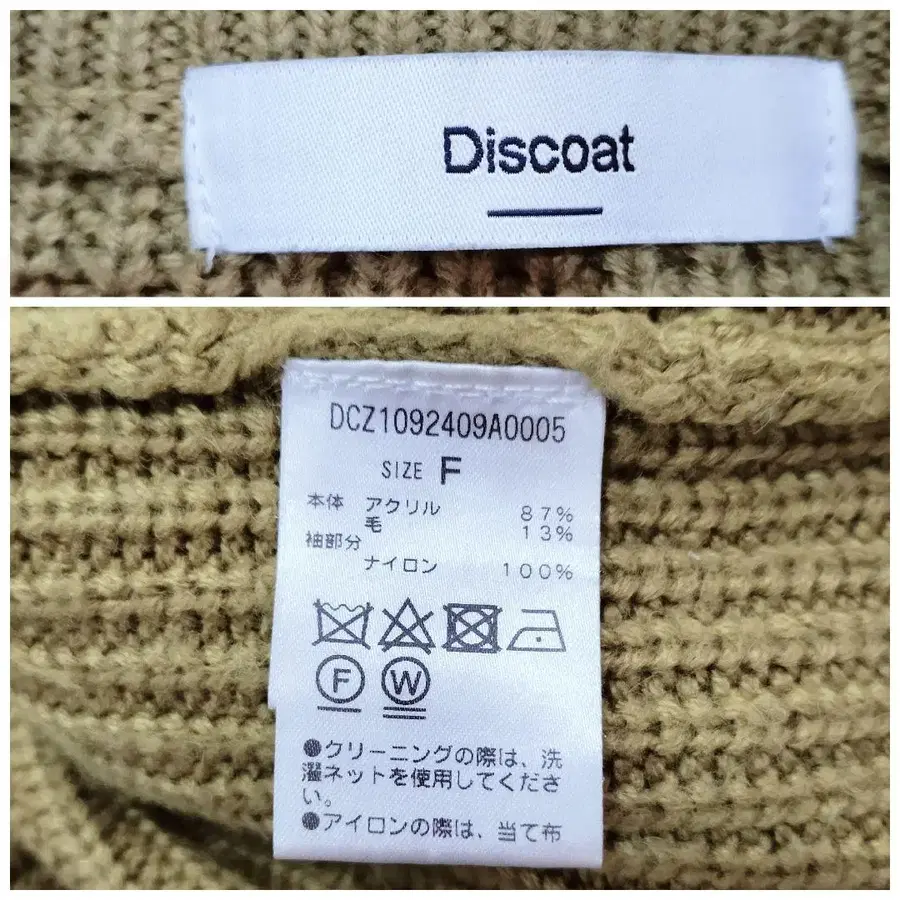 Discoat
DCZ1092409A0005
SIZE F
本体 アクリル 87%
毛 13%
袖部分
ナイロン 100%
F W
●クリーニングの際は、洗
濯ネットを使用してくださ
い。
●アイロンの際は、当て布